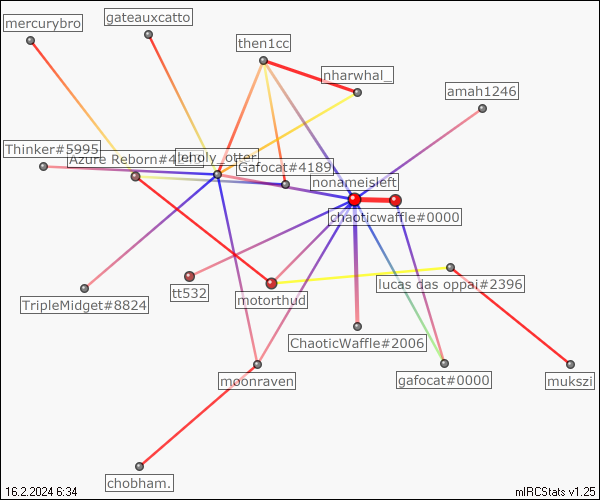 gateauxcatto
mercurybro
then1cc
nharwhal_
amah1246
Thinker#5995
Azure Reborn#4
leholy_otter
Gafocat#4189
nonameisleft
chaoticwaffle#0000
lucas das oppai#2396
tt532
motorthud
TripleMidget#8824
ChaoticWaffle#2006
moonraven
gafocat#0000
mukszi
chobham.
16.2.2024 6:34
mIRCStats v1.25